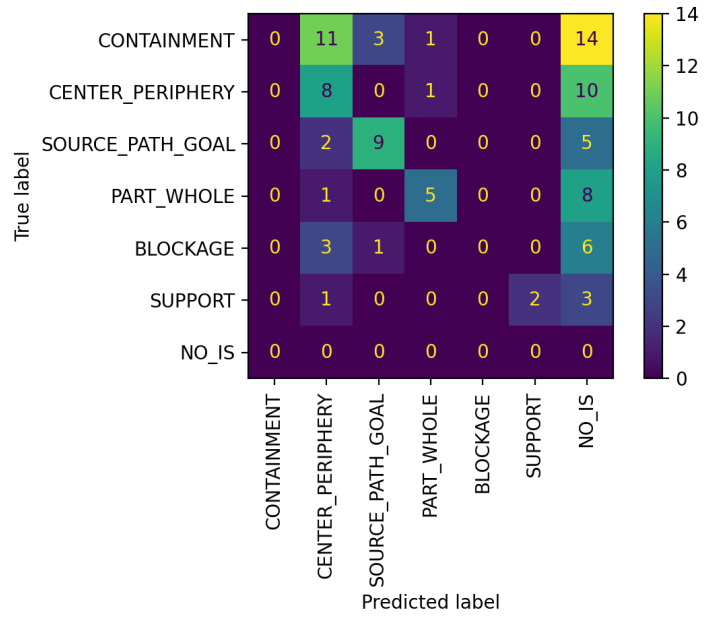 CONTAINMENT 0 11 3 1 0 0 14
CENTER_PERIPHERY 0 8 0 1 0 0 10
SOURCE_PATH_GOAL 0 2 9 0 0 0 5
PART_WHOLE 0 1 0 5 0 0 8
BLOCKAGE 0 3 1 0 0 0 6
SUPPORT 0 1 0 0 0 2 3
NO_IS 0 0 0 0 0 0 0
True label
CONTAINMENT
CENTER_PERIPHERY
SOURCE_PATH_GOAL
PART_WHOLE
BLOCKAGE
SUPPORT
NO_IS
Predicted label
14
12
10
8
6
4
2
0